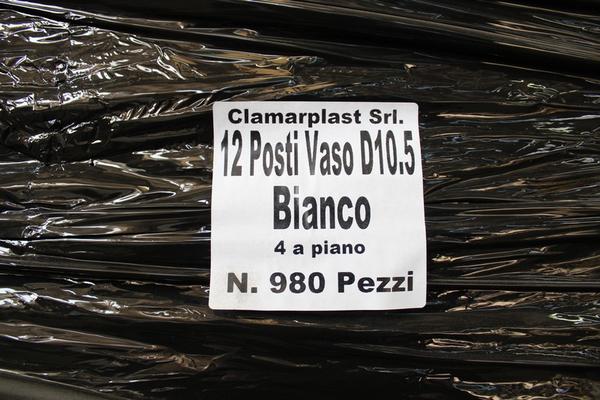 Clamarplast Srl.
12 Posti Vaso D10.5
Bianco
4 a piano
N. 980 Pezzi